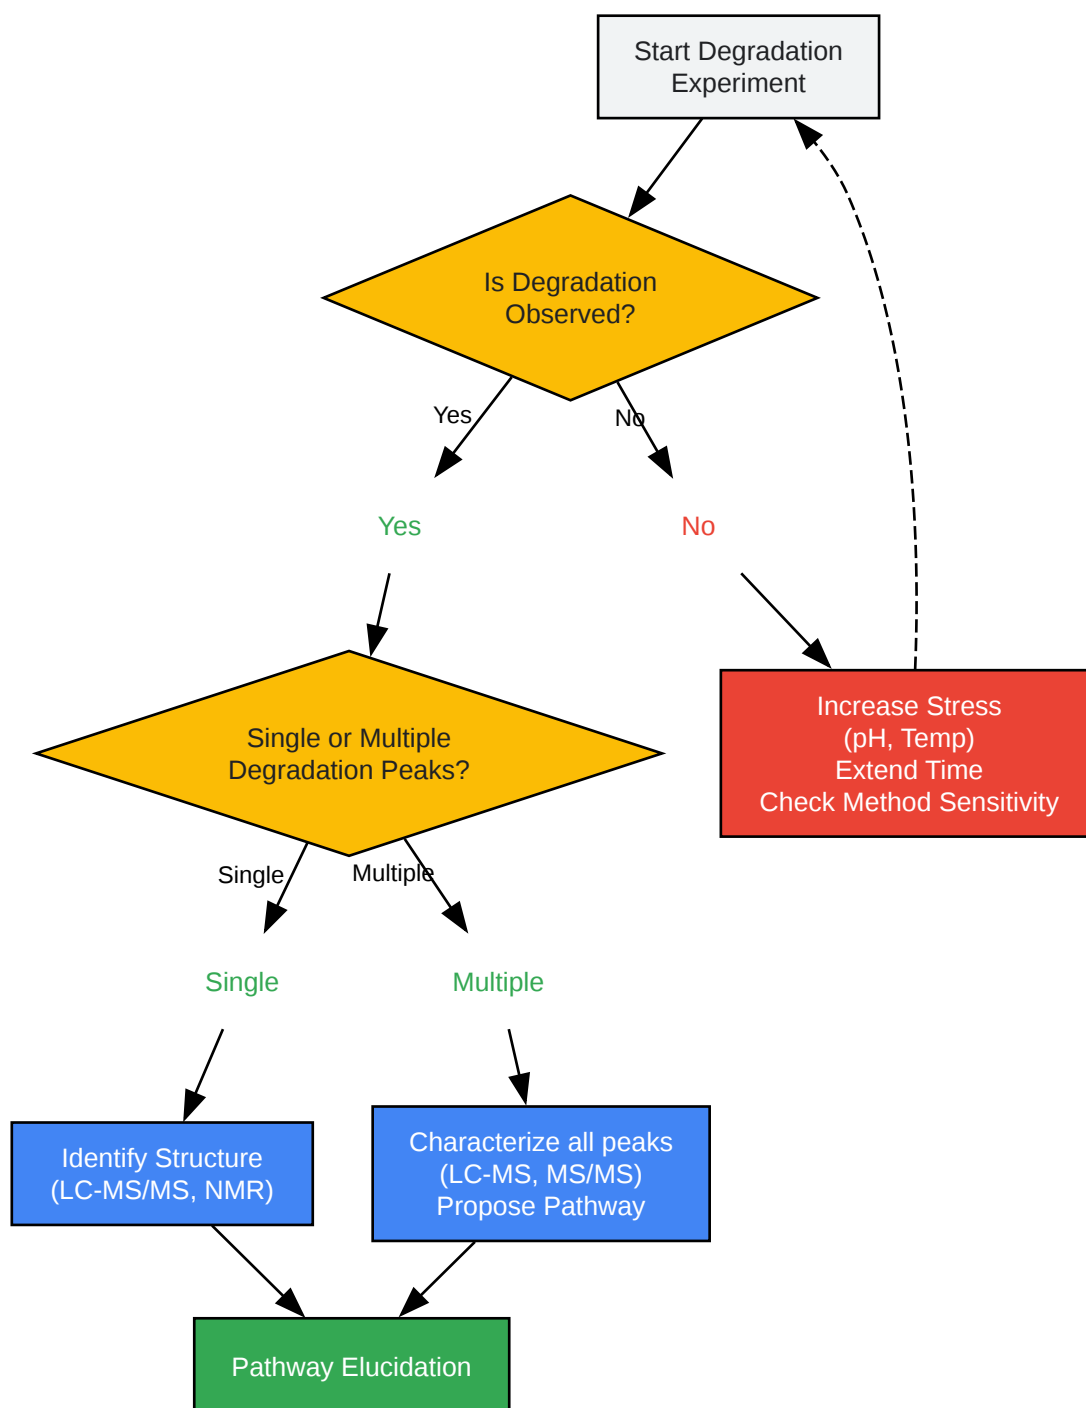 Start Degradation
Experiment
Is Degradation
Observed?
Yes
No
Yes
No
Increase Stress
(pH, Temp)
Extend Time
Check Method Sensitivity
Single or Multiple
Degradation Peaks?
Single
Multiple
Single
Multiple
Identify Structure
(LC-MS/MS, NMR)
Characterize all peaks
(LC-MS, MS/MS)
Propose Pathway
Pathway Elucidation